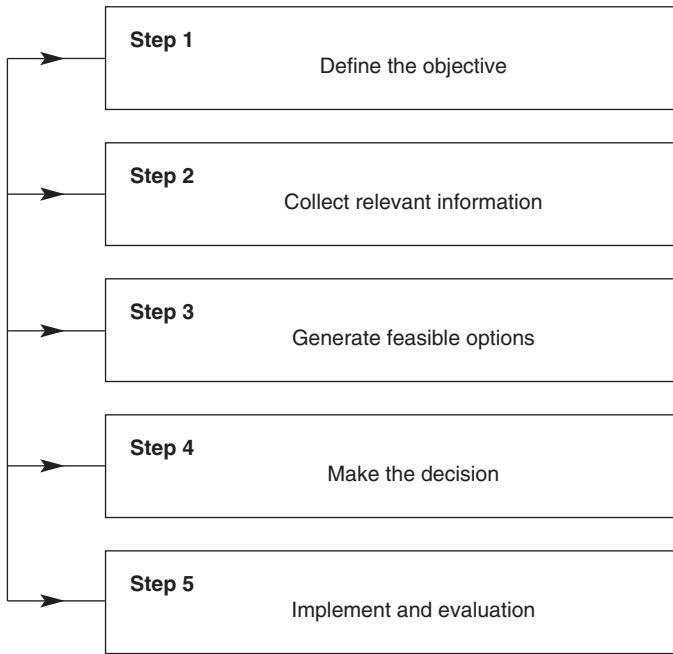 Step 1
Define the objective
Step 2
Collect relevant information
Step 3
Generate feasible options
Step 4
Make the decision
Step 5
Implement and evaluation